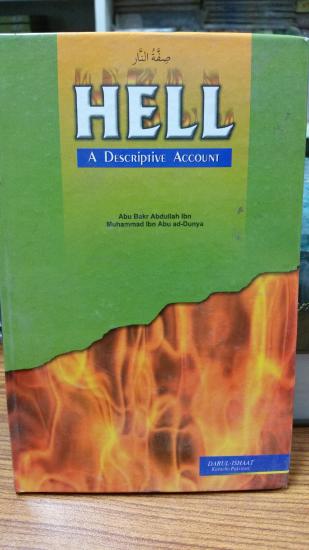 صِفَّةُ النَّار
HELL
A DESCRIPTIVE ACCOUNT
Abu Bakr Abdullah Ibn
Muhammad Ibn Abu ad-Dunya
DARUL-ISHAAT
Karachi-Pakistan